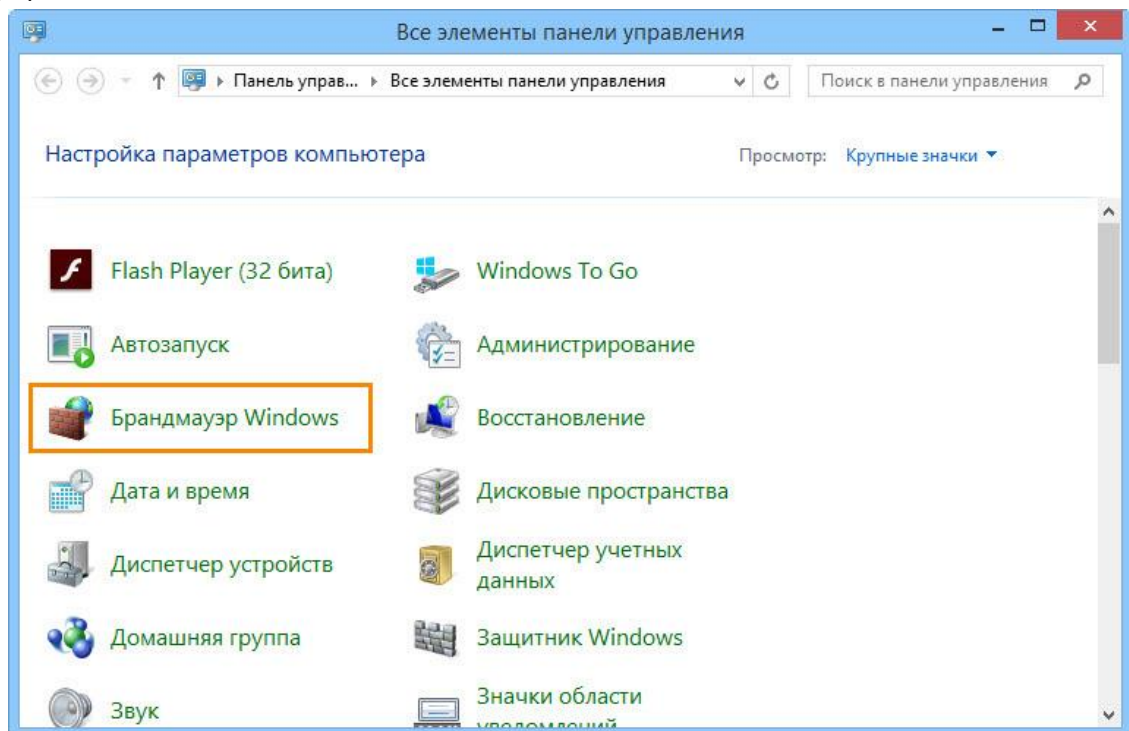 Все элементы панели управления
Панель управ... Все элементы панели управления
Поиск в панели управления
Настройка параметров компьютера
Просмотр: Крупные значки
Flash Player (32 бита)
Windows To Go
Автозапуск
Администрирование
Брандмауэр Windows
Восстановление
Дата и время
Дисковые пространства
Диспетчер устройств
Диспетчер учетных
данных
Домашняя группа
Защитник Windows
Звук
Значки области
уведомлений